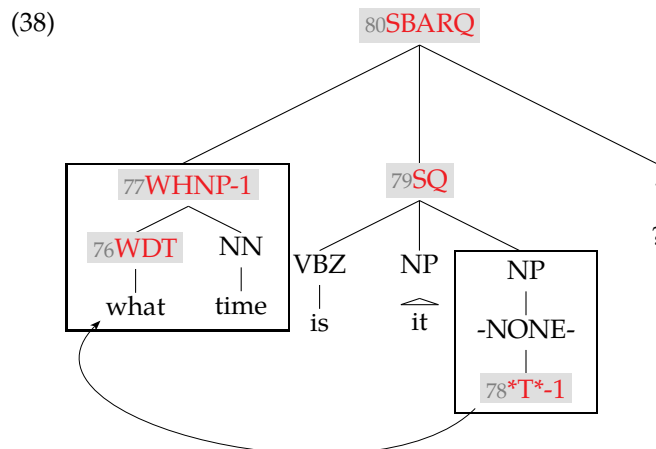 (38)
80SBARQ
77WHNP-1 79SQ
76WDT NN VBZ NP NP ?
what time is it -NONE-
78*T*-1